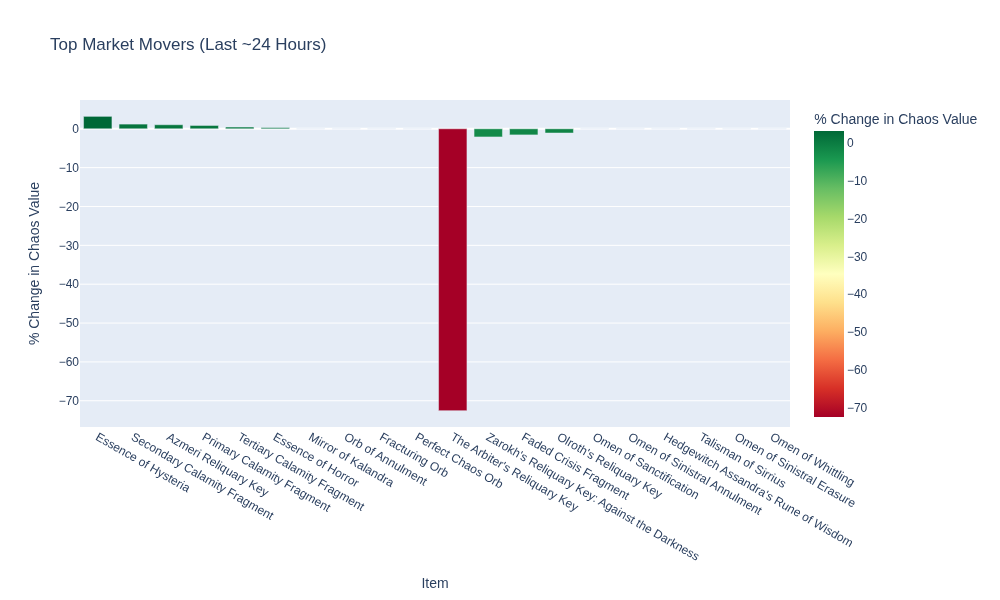 Top Market Movers (Last ~24 Hours)
% Change in Chaos Value
0
−10
−20
−30
−40
−50
−60
−70
% Change in Chaos Value
0
−10
−20
−30
−40
−50
−60
−70
Essence of Hysteria
Secondary Calamity Fragment
Azmeri Reliquary Key
Primary Calamity Fragment
Tertiary Calamity Fragment
Essence of Horror
Mirror of Kalandra
Orb of Annulment
Fracturing Orb
Perfect Chaos Orb
The Arbiter's Reliquary Key
Zarokh's Reliquary Key: Against the Darkness
Faded Crisis Fragment
Olroth's Reliquary Key
Omen of Sanctification
Omen of Sinistral Annulment
Hedgewitch Assandra's Rune of Wisdom
Talisman of Sirrius
Omen of Sinistral Erasure
Omen of Whittling
Item